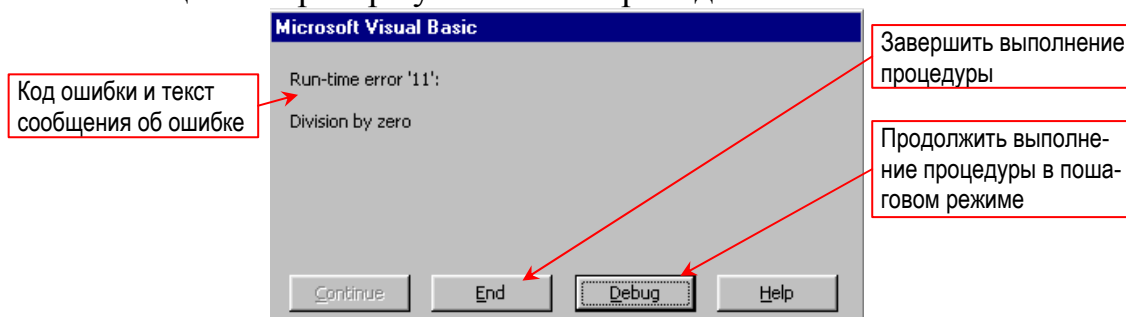 Microsoft Visual Basic
Run-time error '11':
Division by zero
Код ошибки и текст
сообщения об ошибке
Завершить выполнение
процедуры
Продолжить выполне-
ние процедуры в поша-
говом режиме
Continue
End
Debug
Help